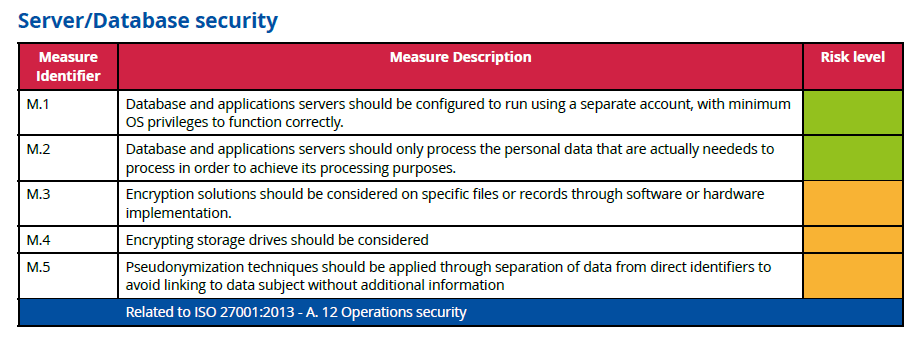 Server/Database security
Measure Identifier
Measure Description
Risk level
M.1
Database and applications servers should be configured to run using a separate account, with minimum
OS privileges to function correctly.
M.2
Database and applications servers should only process the personal data that are actually neededs to
process in order to achieve its processing purposes.
M.3
Encryption solutions should be considered on specific files or records through software or hardware
implementation.
M.4
Encrypting storage drives should be considered
M.5
Pseudonymization techniques should be applied through separation of data from direct identifiers to
avoid linking to data subject without additional information
Related to ISO 27001:2013 - A. 12 Operations security